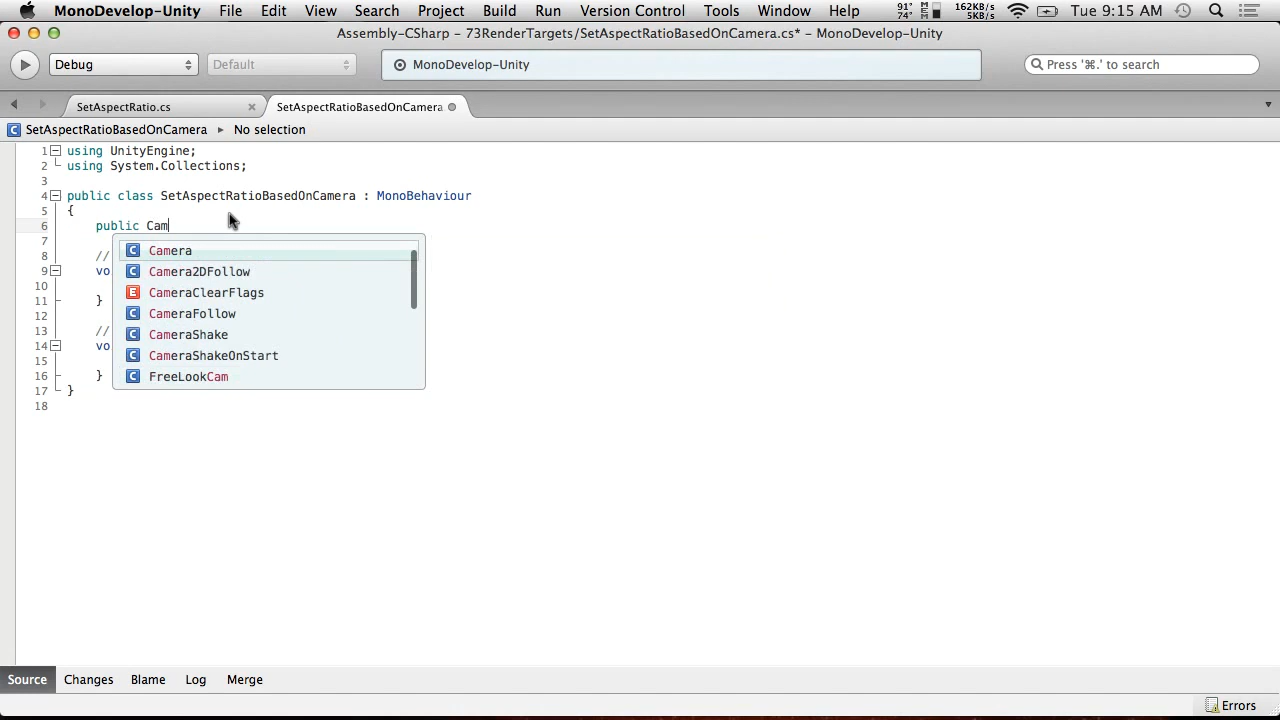 MonoDevelop-Unity File Edit View Search Project Build Run Version Control Tools Window Help 91° 74° MEM 162KB/s 5KB/s Tue 9:15 AM
Assembly-CSharp – 73RenderTargets/SetAspectRatioBasedOnCamera.cs* – MonoDevelop-Unity
Debug Default MonoDevelop-Unity Press '⌘.' to search
SetAspectRatio.cs SetAspectRatioBasedOnCamera
SetAspectRatioBasedOnCamera ▸ No selection
1 using UnityEngine;
2 using System.Collections;
3
4 public class SetAspectRatioBasedOnCamera : MonoBehaviour
5 {
6 public Cam
7
Camera
8 //
Camera2DFollow
9 vo
10
CameraClearFlags
11 }
CameraFollow
12
13 //
CameraShake
14 vo
CameraShakeOnStart
15
16 }
FreeLookCam
17 }
18
Source Changes Blame Log Merge
Errors